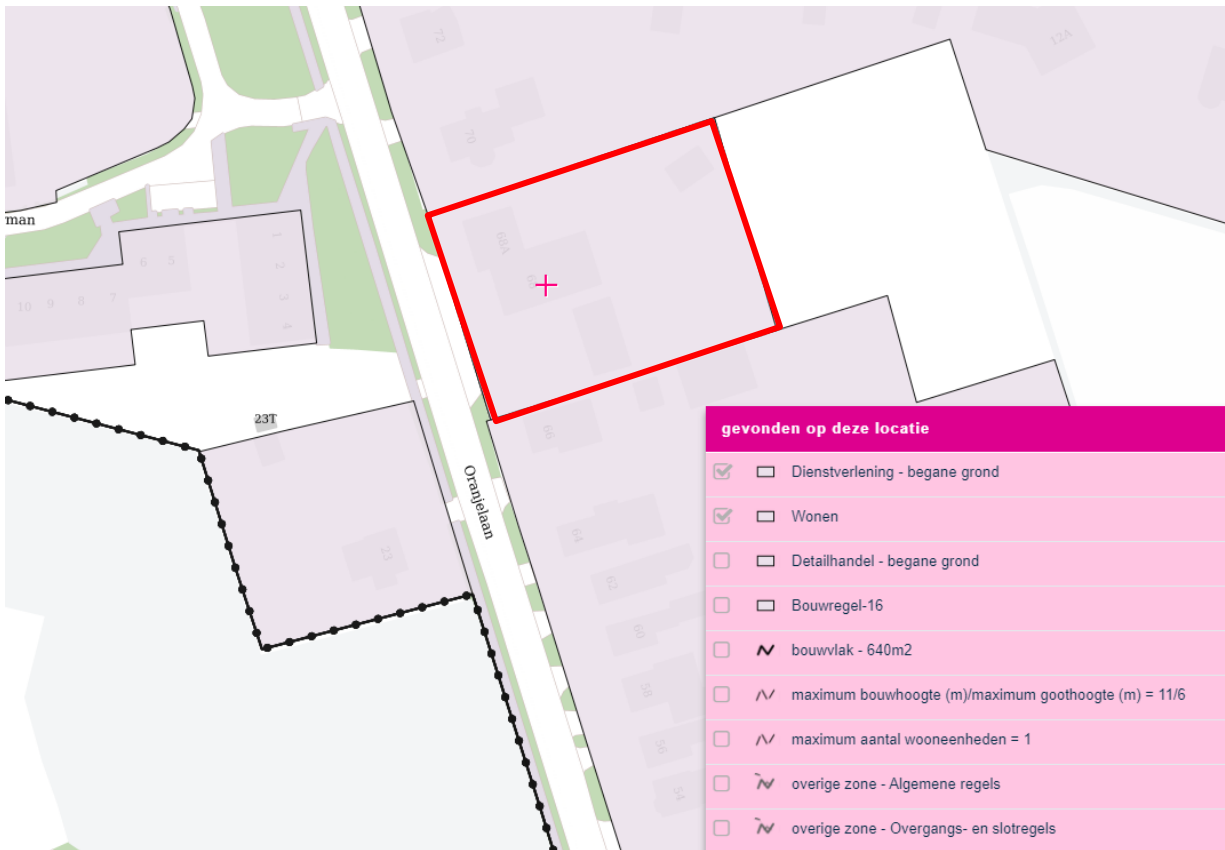 72
12A
70
man
68A
68
1
2
3
4
6
5
10
9
8
7
23T
66
Oranjelaan
64
23
62
60
58
56
54
gevonden op deze locatie
Dienstverlening - begane grond
Wonen
Detailhandel - begane grond
Bouwregel-16
bouwvlak - 640m2
maximum bouwhoogte (m)/maximum goothoogte (m) = 11/6
maximum aantal wooneenheden = 1
overige zone - Algemene regels
overige zone - Overgangs- en slotregels